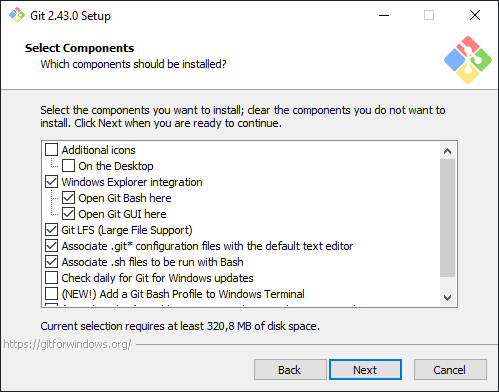 Git 2.43.0 Setup
Select Components
Which components should be installed?
Select the components you want to install; clear the components you do not want to
install. Click Next when you are ready to continue.
Additional icons
On the Desktop
Windows Explorer integration
Open Git Bash here
Open Git GUI here
Git LFS (Large File Support)
Associate .git* configuration files with the default text editor
Associate .sh files to be run with Bash
Check daily for Git for Windows updates
(NEW!) Add a Git Bash Profile to Windows Terminal
Current selection requires at least 320,8 MB of disk space.
https://gitforwindows.org/
Back
Next
Cancel